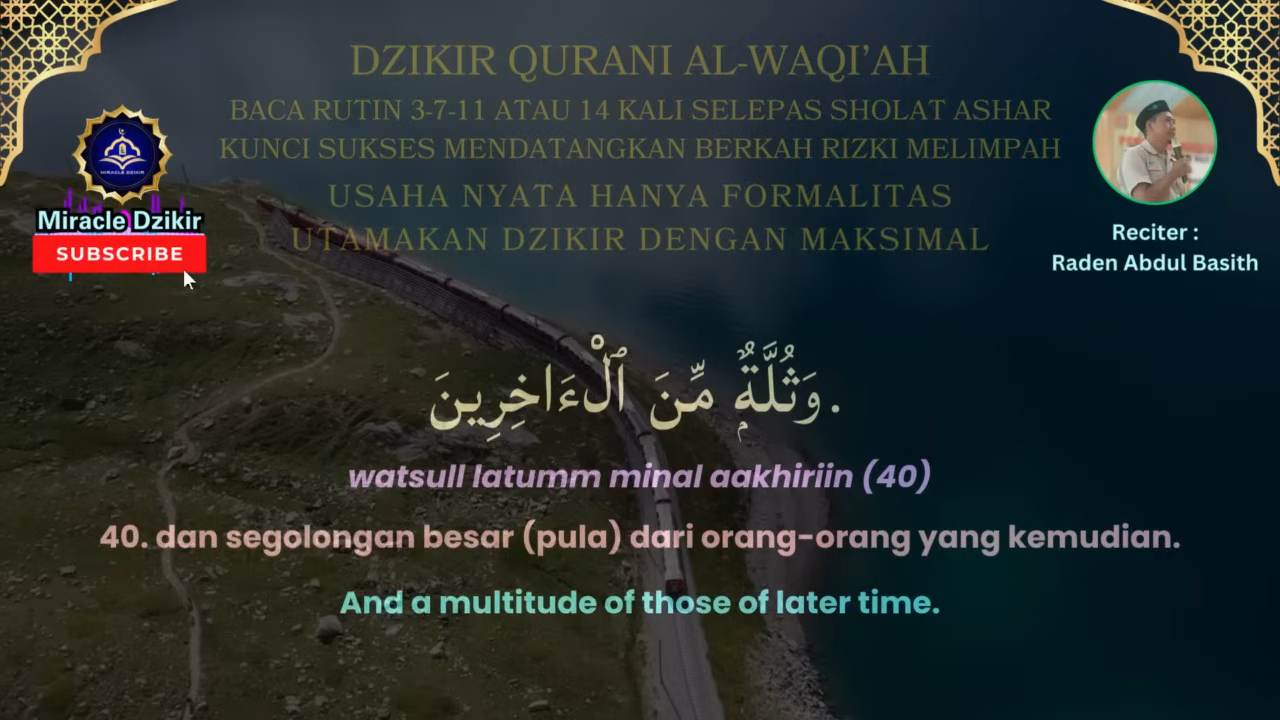 DZIKIR QURANI AL-WAQI'AH
BACA RUTIN 3-7-11 ATAU 14 KALI SELEPAS SHOLAT ASHAR
KUNCI SUKSES MENDATANGKAN BERKAH RIZKI MELIMPAH
USAHA NYATA HANYA FORMALITAS
UTAMAKAN DZIKIR DENGAN MAKSIMAL
MIRACLE DZIKIR
Miracle Dzikir
SUBSCRIBE
Reciter :
Raden Abdul Basith
وَثُلَّةٌۭ مِّنَ ٱلْءَاخِرِينَ.
watsull latumm minal aakhiriin (40)
40. dan segolongan besar (pula) dari orang-orang yang kemudian.
And a multitude of those of later time.